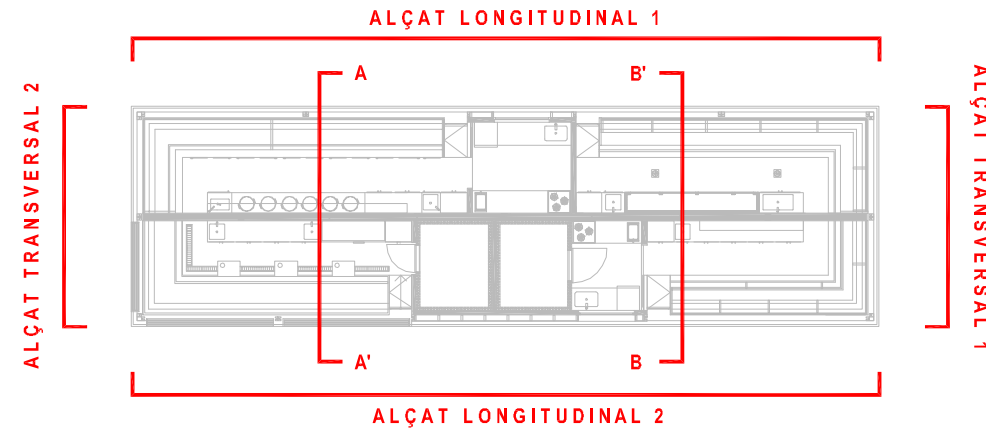 ALÇAT LONGITUDINAL 1
A
B'
ALÇAT TRANSVERSAL 2
ALÇAT TRANSVERSAL 1
A'
B
ALÇAT LONGITUDINAL 2